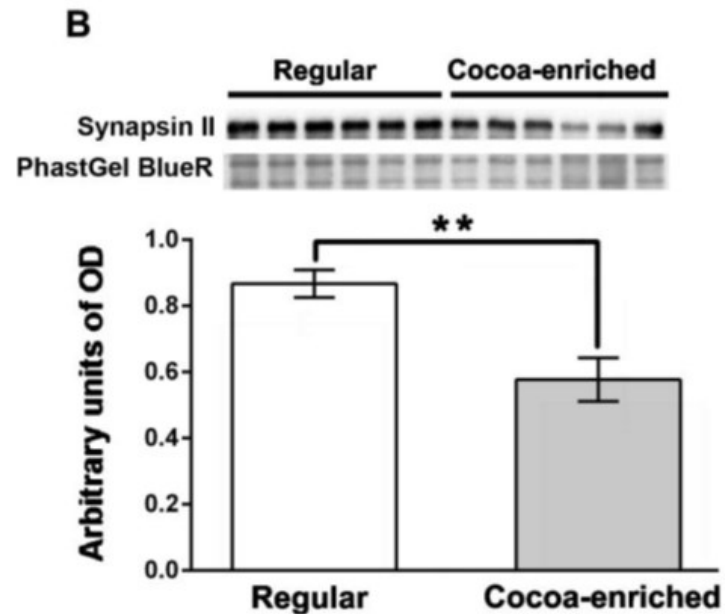 B
Regular Cocoa-enriched
Synapsin II
PhastGel BlueR
**
1.0
0.8
0.6
0.4
0.2
0.0
Arbitrary units of OD
Regular Cocoa-enriched